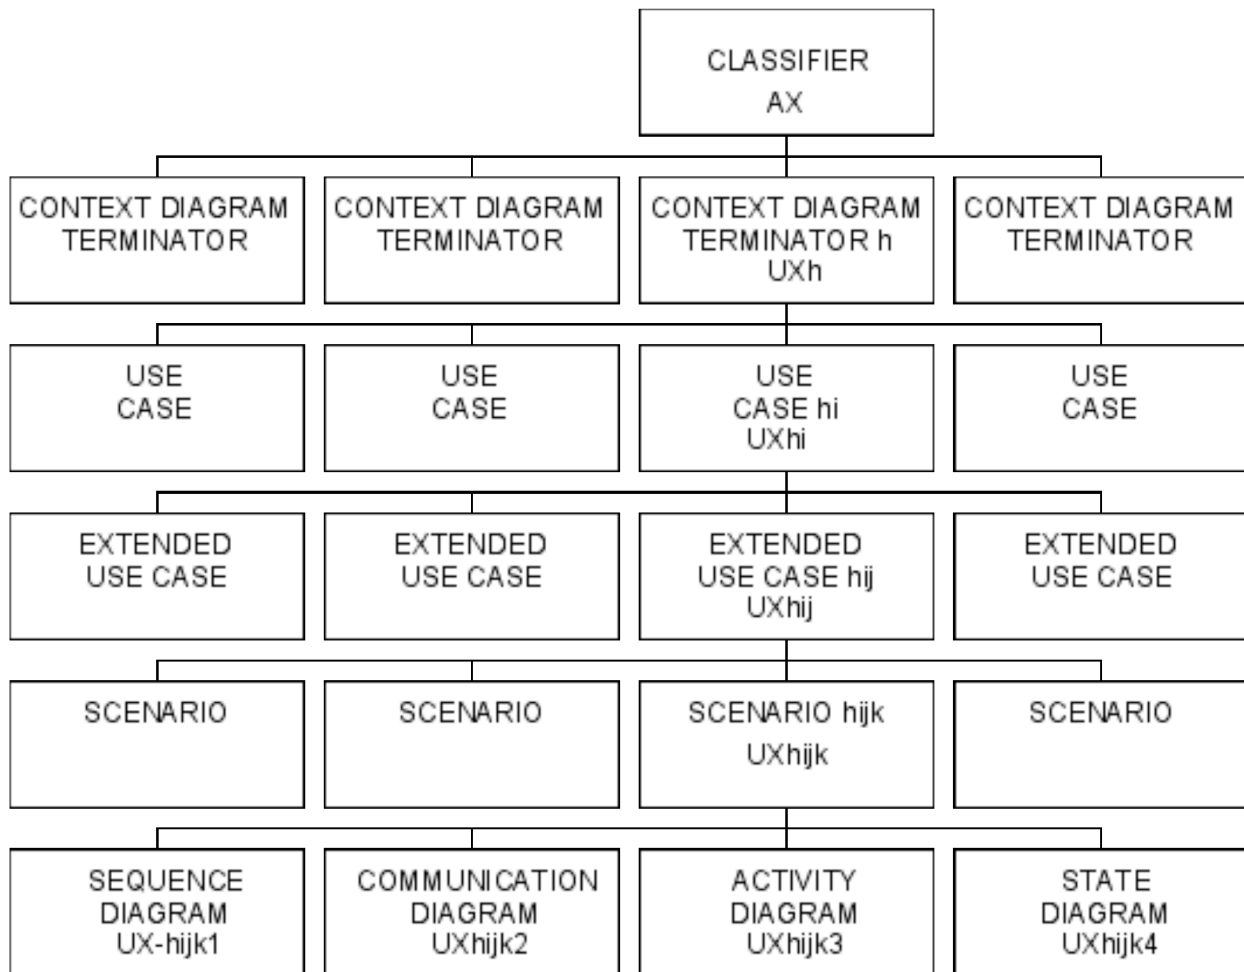 CLASSIFIER
AX
CONTEXT DIAGRAM
TERMINATOR
CONTEXT DIAGRAM
TERMINATOR
CONTEXT DIAGRAM
TERMINATOR h
UXh
CONTEXT DIAGRAM
TERMINATOR
USE
CASE
USE
CASE
USE
CASE hi
UXhi
USE
CASE
EXTENDED
USE CASE
EXTENDED
USE CASE
EXTENDED
USE CASE hij
UXhij
EXTENDED
USE CASE
SCENARIO
SCENARIO
SCENARIO hijk
UXhijk
SCENARIO
SEQUENCE
DIAGRAM
UX-hijk1
COMMUNICATION
DIAGRAM
UXhijk2
ACTIVITY
DIAGRAM
UXhijk3
STATE
DIAGRAM
UXhijk4